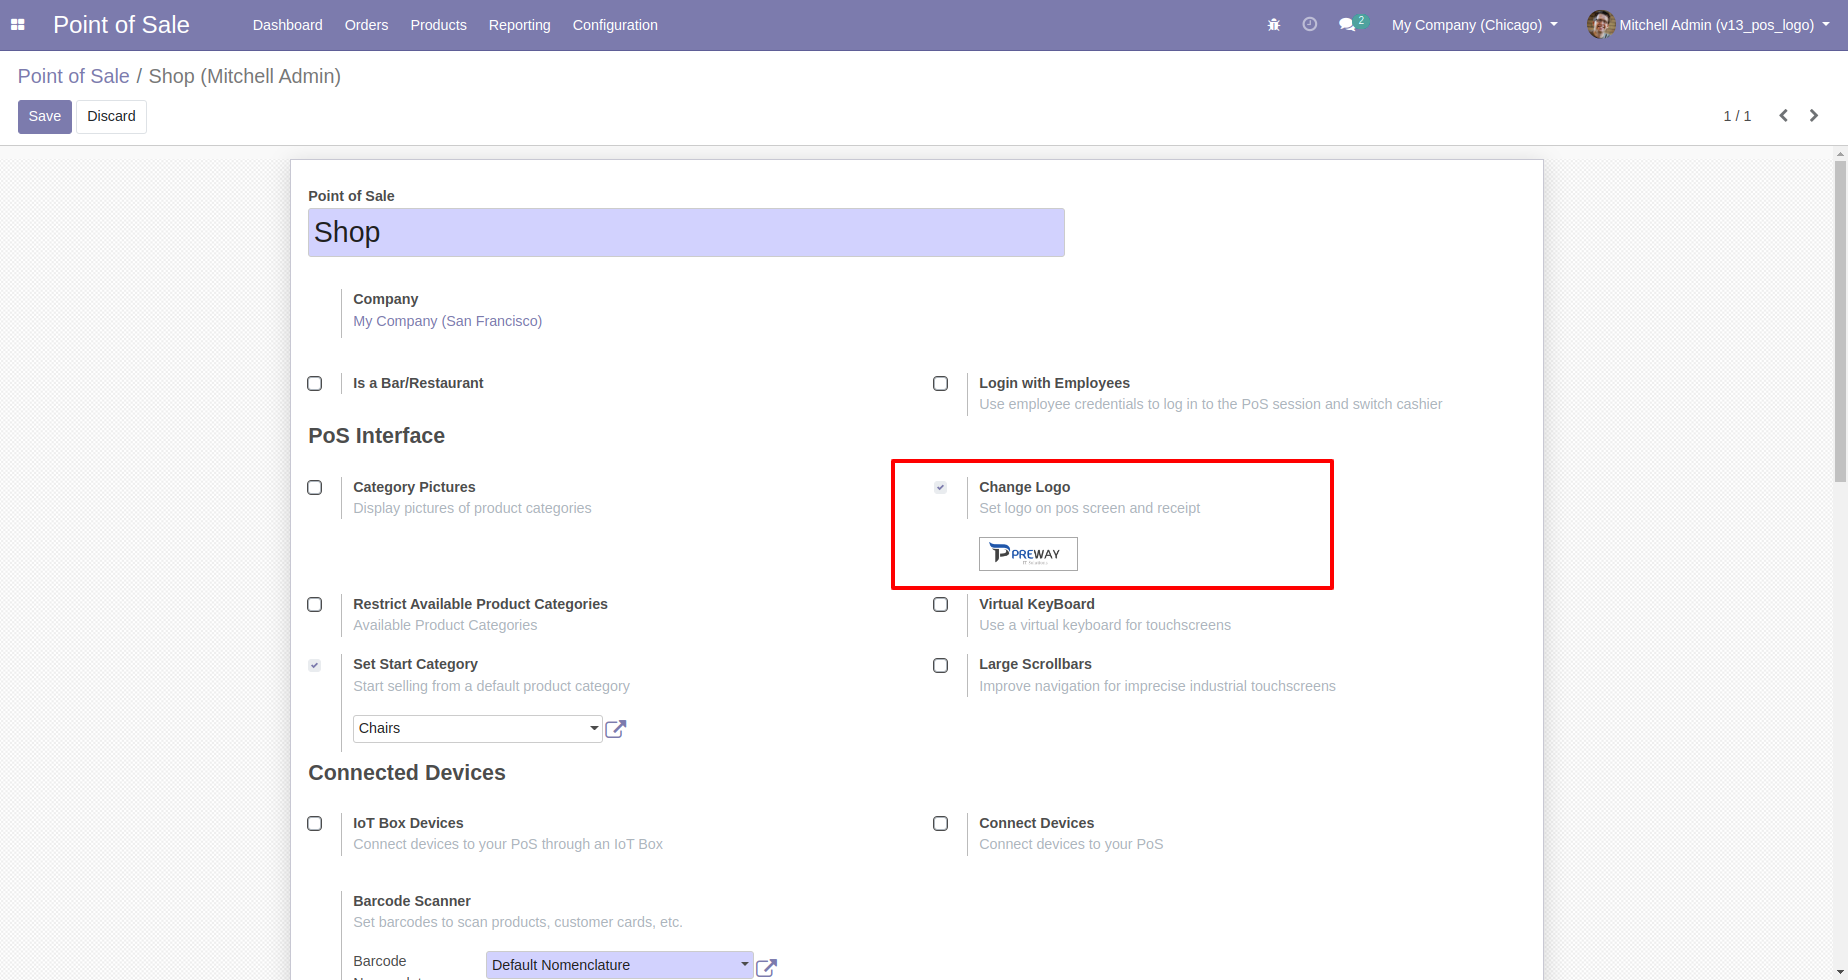 Point of Sale
Dashboard
Orders
Products
Reporting
Configuration
2
My Company (Chicago)
Mitchell Admin (v13_pos_logo)
Point of Sale / Shop (Mitchell Admin)
Save
Discard
1 / 1
Point of Sale
Shop
Company
My Company (San Francisco)
Is a Bar/Restaurant
Login with Employees
Use employee credentials to log in to the PoS session and switch cashier
PoS Interface
Category Pictures
Display pictures of product categories
Change Logo
Set logo on pos screen and receipt
PREWAY
IT
Restrict Available Product Categories
Available Product Categories
Virtual KeyBoard
Use a virtual keyboard for touchscreens
Set Start Category
Start selling from a default product category
Chairs
Large Scrollbars
Improve navigation for imprecise industrial touchscreens
Connected Devices
IoT Box Devices
Connect devices to your PoS through an IoT Box
Connect Devices
Connect devices to your PoS
Barcode Scanner
Set barcodes to scan products, customer cards, etc.
Barcode
Default Nomenclature